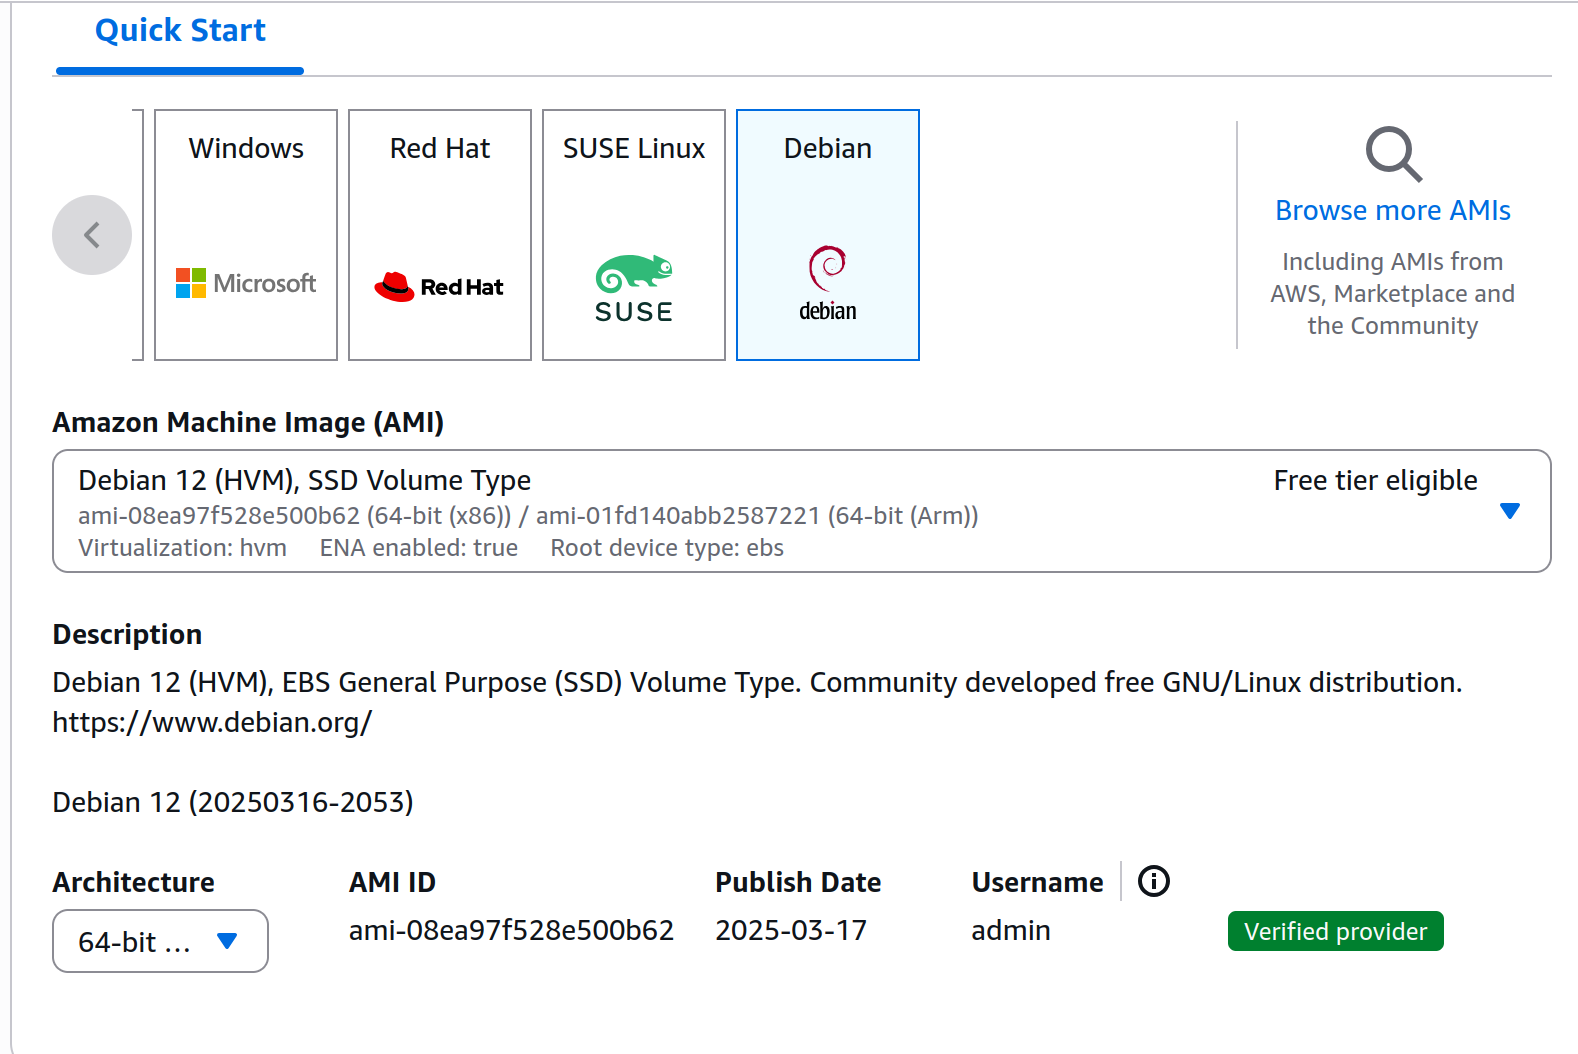 Quick Start
Windows
Microsoft
Red Hat
Red Hat
SUSE Linux
SUSE
Debian
debian
Browse more AMIs
Including AMIs from
AWS, Marketplace and
the Community
Amazon Machine Image (AMI)
Debian 12 (HVM), SSD Volume Type
Free tier eligible
ami-08ea97f528e500b62 (64-bit (x86)) / ami-01fd140abb2587221 (64-bit (Arm))
Virtualization: hvm ENA enabled: true Root device type: ebs
Description
Debian 12 (HVM), EBS General Purpose (SSD) Volume Type. Community developed free GNU/Linux distribution.
https://www.debian.org/
Debian 12 (20250316-2053)
Architecture
64-bit ...
AMI ID
ami-08ea97f528e500b62
Publish Date
2025-03-17
Username
admin
Verified provider